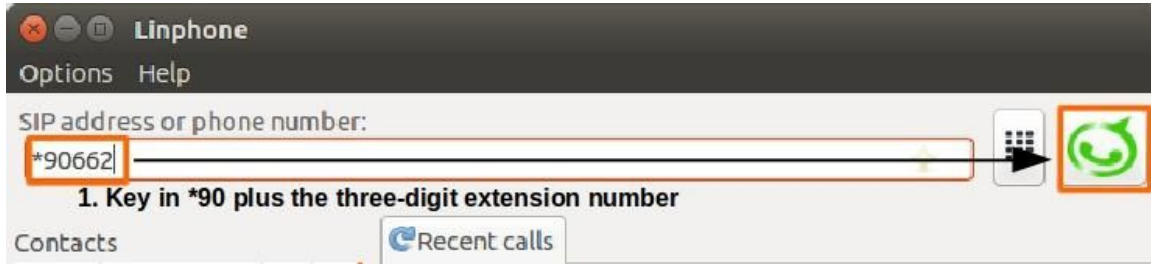 Linphone
Options Help
SIP address or phone number:
*90662
1. Key in *90 plus the three-digit extension number
Contacts
Recent calls